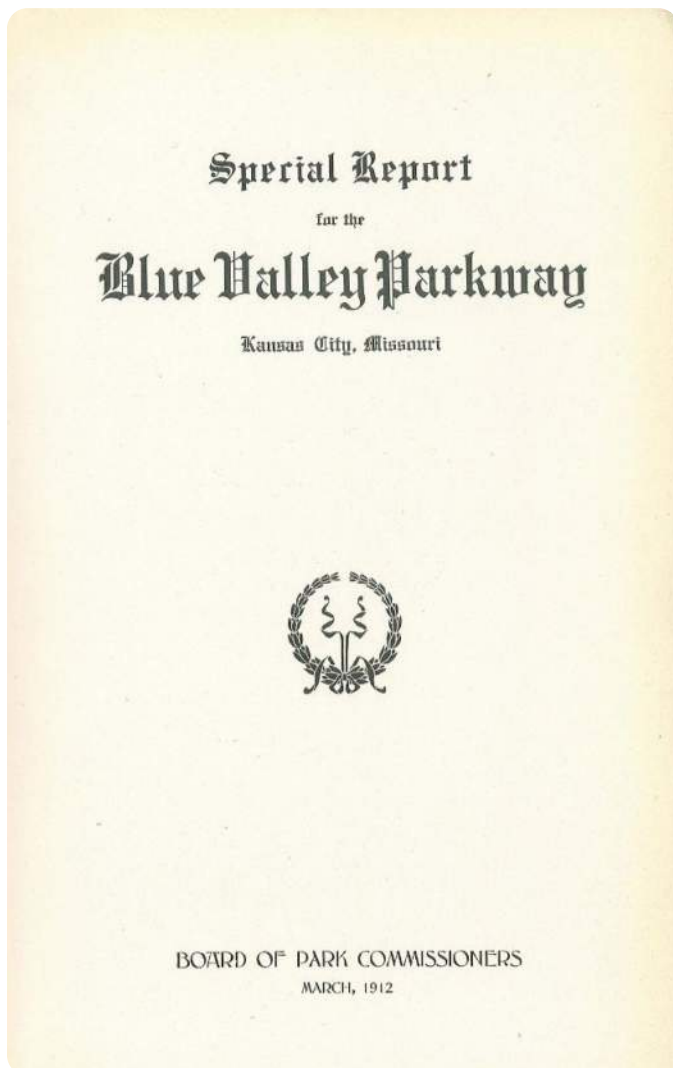 Special Report
for the
Blue Valley Parkway
Kansas City, Missouri
BOARD OF PARK COMMISSIONERS
MARCH, 1912